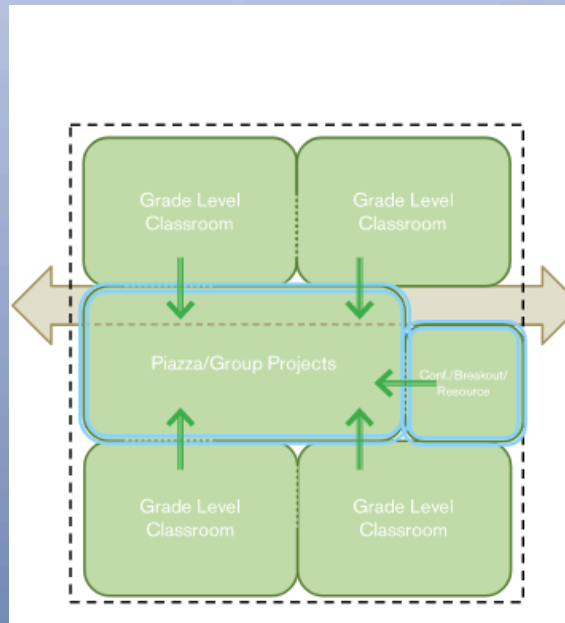 Grade Level
Classroom
Grade Level
Classroom
Piazza/Group Projects
Conf./Breakout/
Resource
Grade Level
Classroom
Grade Level
Classroom